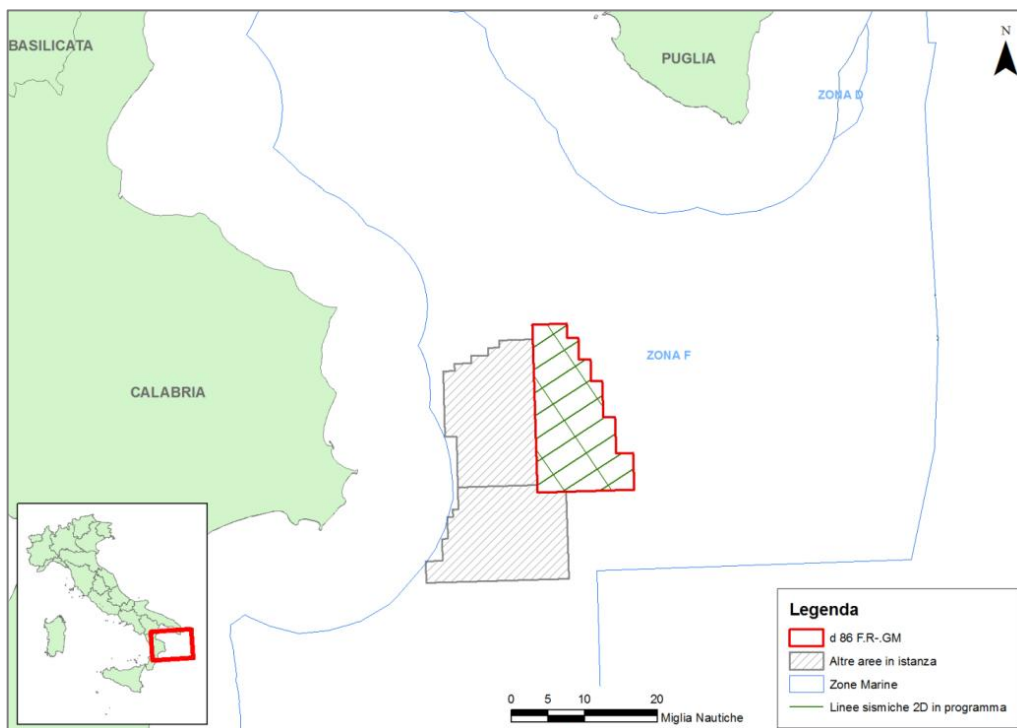 BASILICATA
PUGLIA
N
ZONA D
ZONA F
CALABRIA
Legenda
d 86 F.R-.GM
Altre aree in istanza
Zone Marine
Linee sismiche 2D in programma
0 5 10 20
Miglia Nautiche